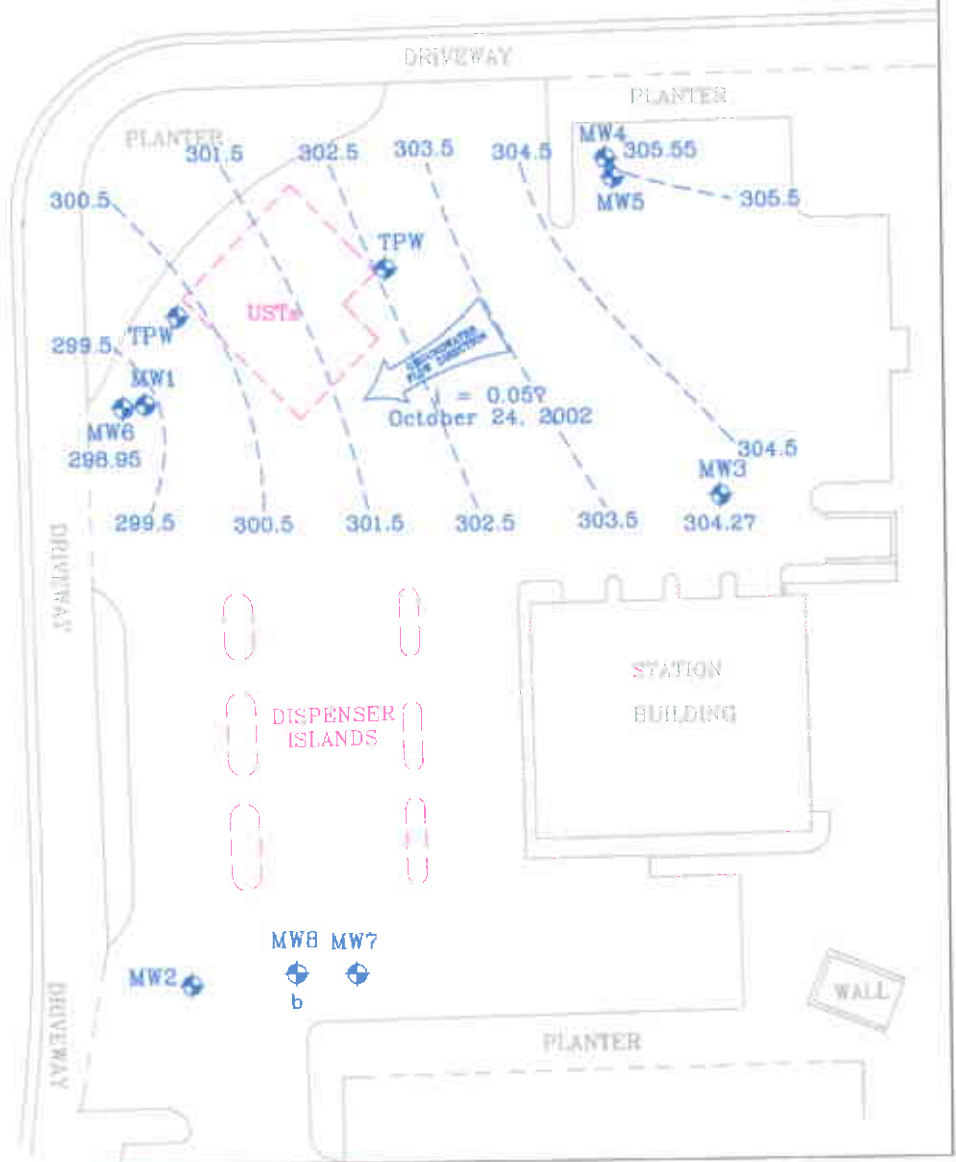 DRIVEWAY
PLANTER
PLANTER
MW4
305.55
301.5
302.5
303.5
304.5
MW5
305.5
300.5
TPW
USTs
TPW
299.5
GROUNDWATER
FLOW DIRECTION
MW1
I = 0.05?
October 24, 2002
MW6
298.95
304.5
MW3
304.27
299.5
300.5
301.5
302.5
303.5
DRIVEWAY
STATION
BUILDING
DISPENSER
ISLANDS
MW8
MW7
MW2
b
WALL
DRIVEWAY
PLANTER